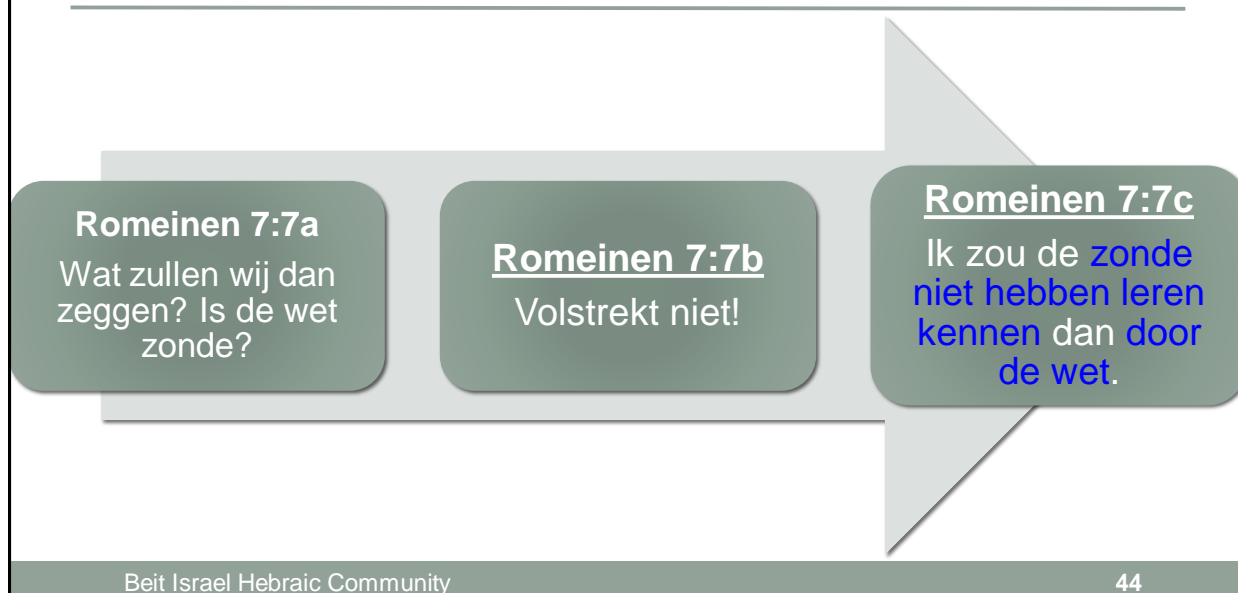 Romeinen 7:7a
Wat zullen wij dan
zeggen? Is de wet
zonde?
Romeinen 7:7b
Volstrekt niet!
Romeinen 7:7c
Ik zou de zonde
niet hebben leren
kennen dan door
de wet.
Beit Israel Hebraic Community
44